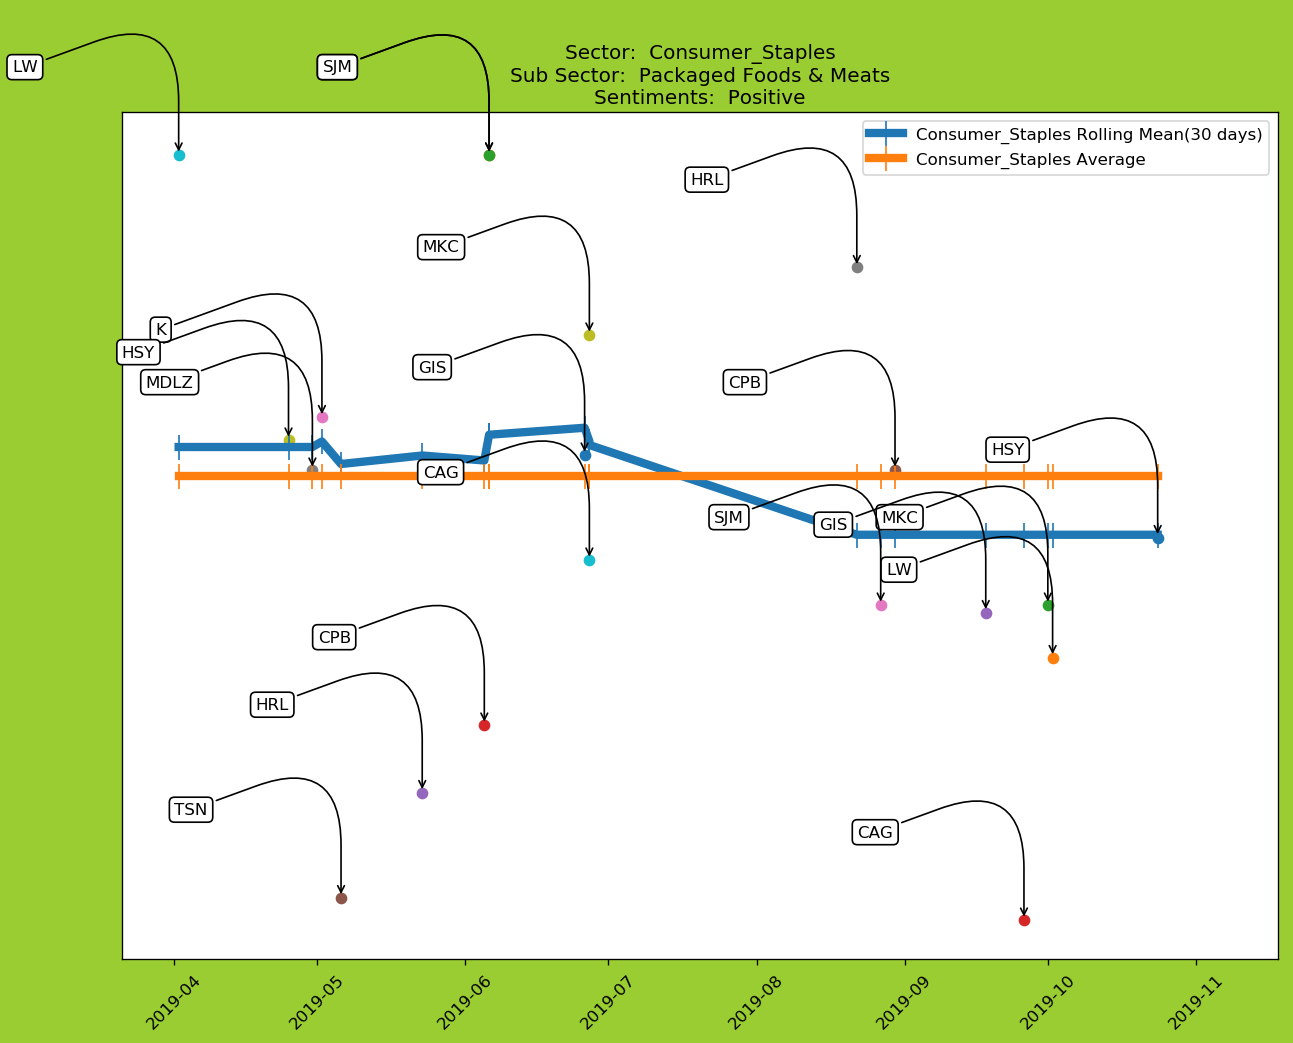 LW
SJM
Sector:  Consumer_Staples
Sub Sector:  Packaged Foods & Meats
Sentiments:  Positive
Consumer_Staples Rolling Mean(30 days)
Consumer_Staples Average
HRL
MKC
K
HSY
MDLZ
GIS
CPB
HSY
CAG
SJM
GIS
MKC
LW
CPB
HRL
TSN
CAG
2019-04
2019-05
2019-06
2019-07
2019-08
2019-09
2019-10
2019-11